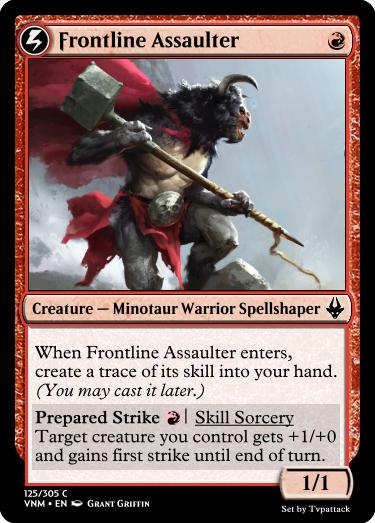 Frontline Assaulter
Creature — Minotaur Warrior Spellshaper
When Frontline Assaulter enters,
create a trace of its skill into your hand.
(You may cast it later.)
Prepared Strike | Skill Sorcery
Target creature you control gets +1/+0
and gains first strike until end of turn.
1/1
125/305 C
VNM • EN Grant Griffin
Set by Tvpattack